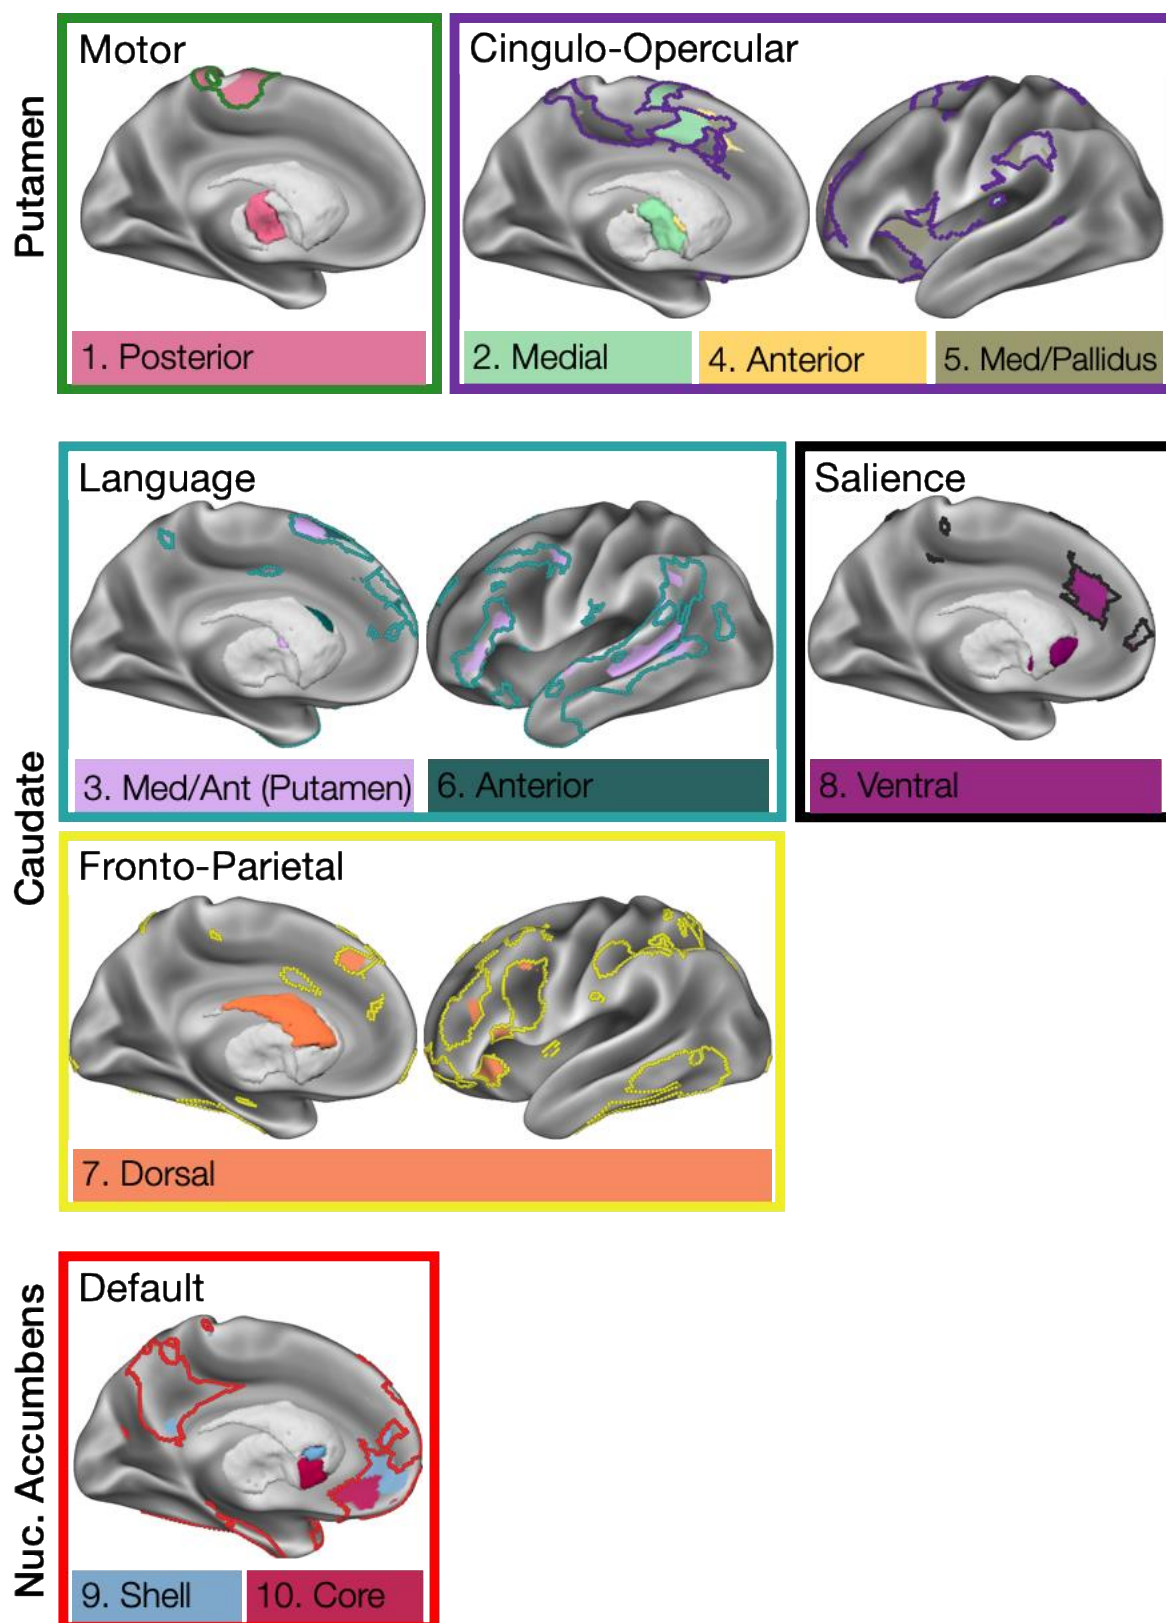 Putamen
Motor
1. Posterior
Cingulo-Opercular
2. Medial
4. Anterior
5. Med/Pallidus
Caudate
Language
3. Med/Ant (Putamen)
6. Anterior
Salience
8. Ventral
Fronto-Parietal
7. Dorsal
Nuc. Accumbens
Default
9. Shell
10. Core